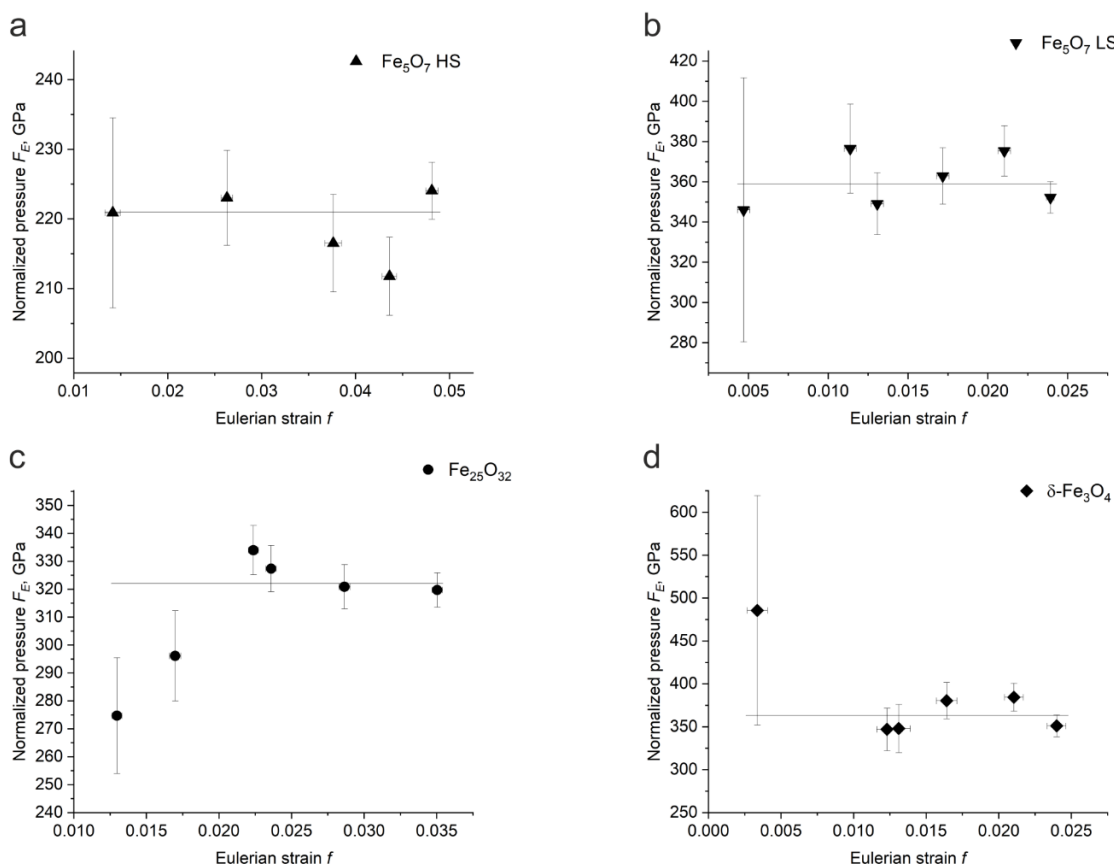 a
▲ Fe₅O₇ HS
240
230
220
210
200
Normalized pressure F_E, GPa
0.01 0.02 0.03 0.04 0.05
Eulerian strain f
b
▼ Fe₅O₇ LS
420
400
380
360
340
320
300
280
Normalized pressure F_E, GPa
0.005 0.010 0.015 0.020 0.025
Eulerian strain f
c
● Fe₂₅O₃₂
350
340
330
320
310
300
290
280
270
260
250
240
Normalized pressure F_E, GPa
0.010 0.015 0.020 0.025 0.030 0.035
Eulerian strain f
d
◆ δ-Fe₃O₄
600
550
500
450
400
350
300
250
Normalized pressure F_E, GPa
0.000 0.005 0.010 0.015 0.020 0.025
Eulerian strain f